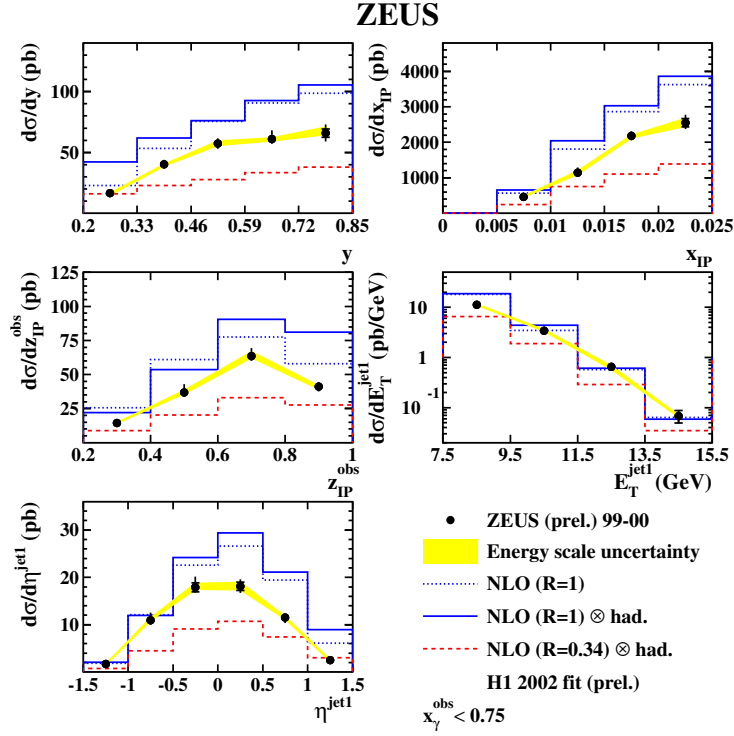 ZEUS
dσ/dy (pb)
100
50
0.2 0.33 0.46 0.59 0.72 0.85
y
dσ/dx_IP (pb)
4000
3000
2000
1000
0 0.005 0.01 0.015 0.02 0.025
x_IP
dσ/dz_IP^obs (pb)
125
100
75
50
25
0.2 0.4 0.6 0.8 1
z_IP^obs
dσ/dE_T^jet1 (pb/GeV)
10
1
10^-1
7.5 9.5 11.5 13.5 15.5
E_T^jet1 (GeV)
dσ/dη^jet1 (pb)
30
20
10
-1.5 -1 -0.5 0 0.5 1 1.5
η^jet1
ZEUS (prel.) 99-00
Energy scale uncertainty
NLO (R=1)
NLO (R=1) ⊗ had.
NLO (R=0.34) ⊗ had.
H1 2002 fit (prel.)
x_γ^obs < 0.75